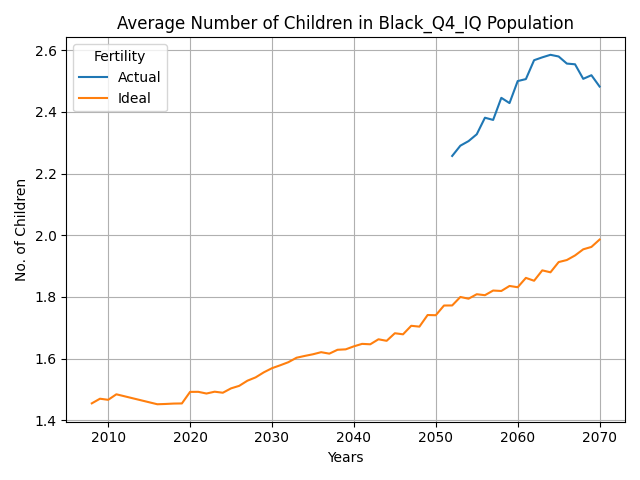 Average Number of Children in Black_Q4_IQ Population
Fertility
Actual
Ideal
No. of Children
2.6
2.4
2.2
2.0
1.8
1.6
1.4
2010 2020 2030 2040 2050 2060 2070
Years